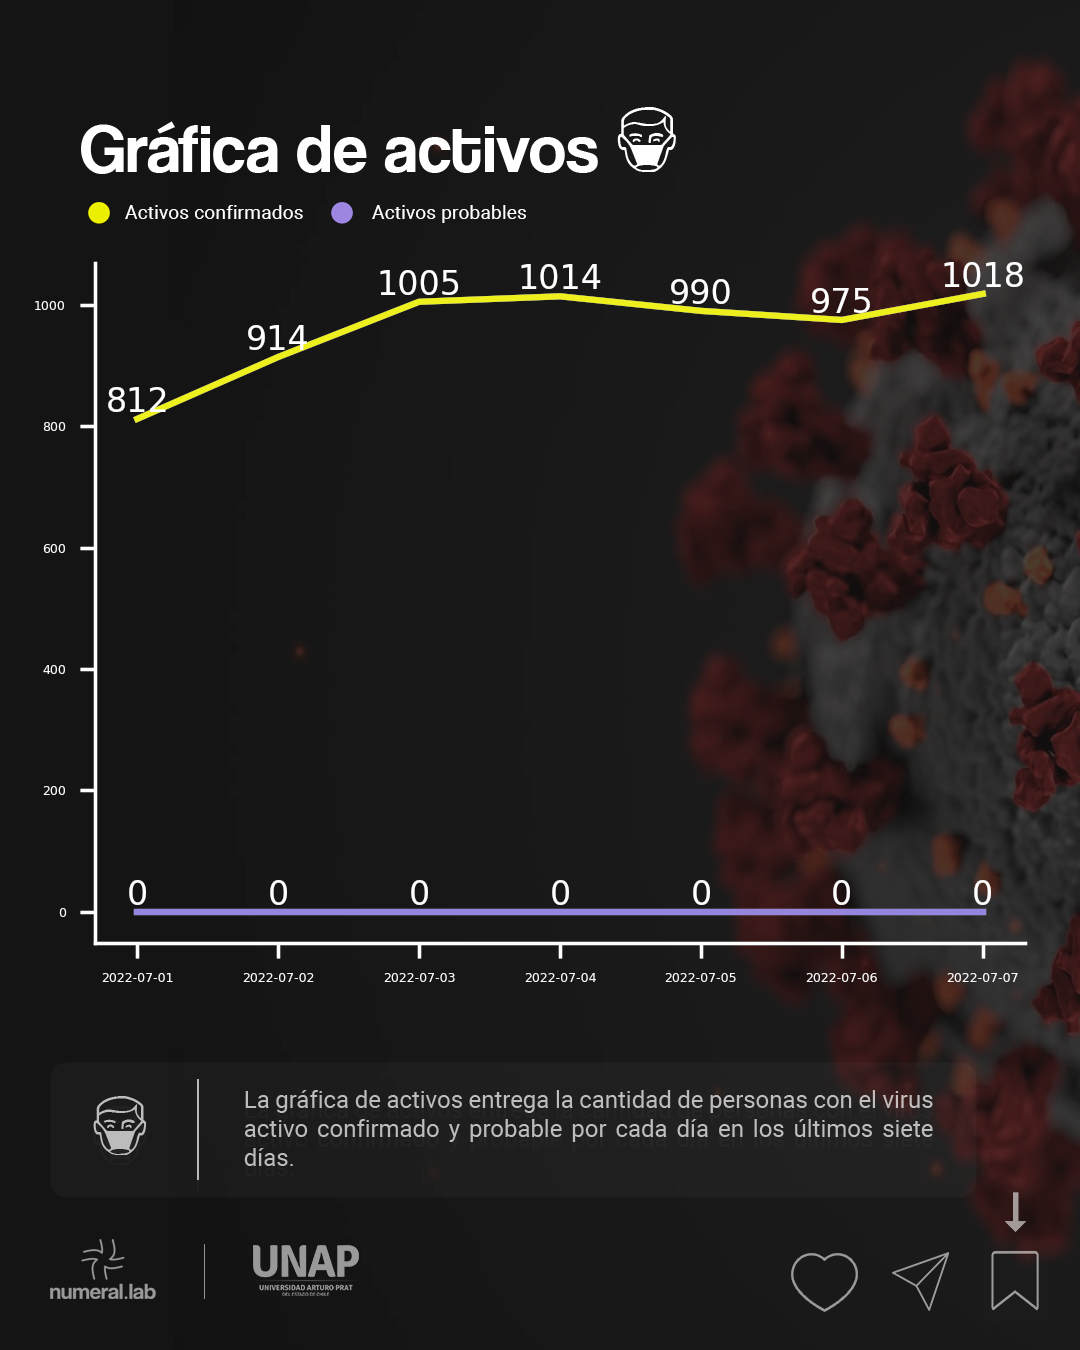 Gráfica de activos
Activos confirmados Activos probables
1018
1014
1005
990
975
1000
914
812
800
600
400
200
0 0 0 0 0 0 0
0
2022-07-01 2022-07-02 2022-07-03 2022-07-04 2022-07-05 2022-07-06 2022-07-07
La gráfica de activos entrega la cantidad de personas con el virus
activo confirmado y probable por cada día en los últimos siete
días.
UNAP
numeral.lab
UNIVERSIDAD ARTURO PRAT
DEL ESTADO DE CHILE